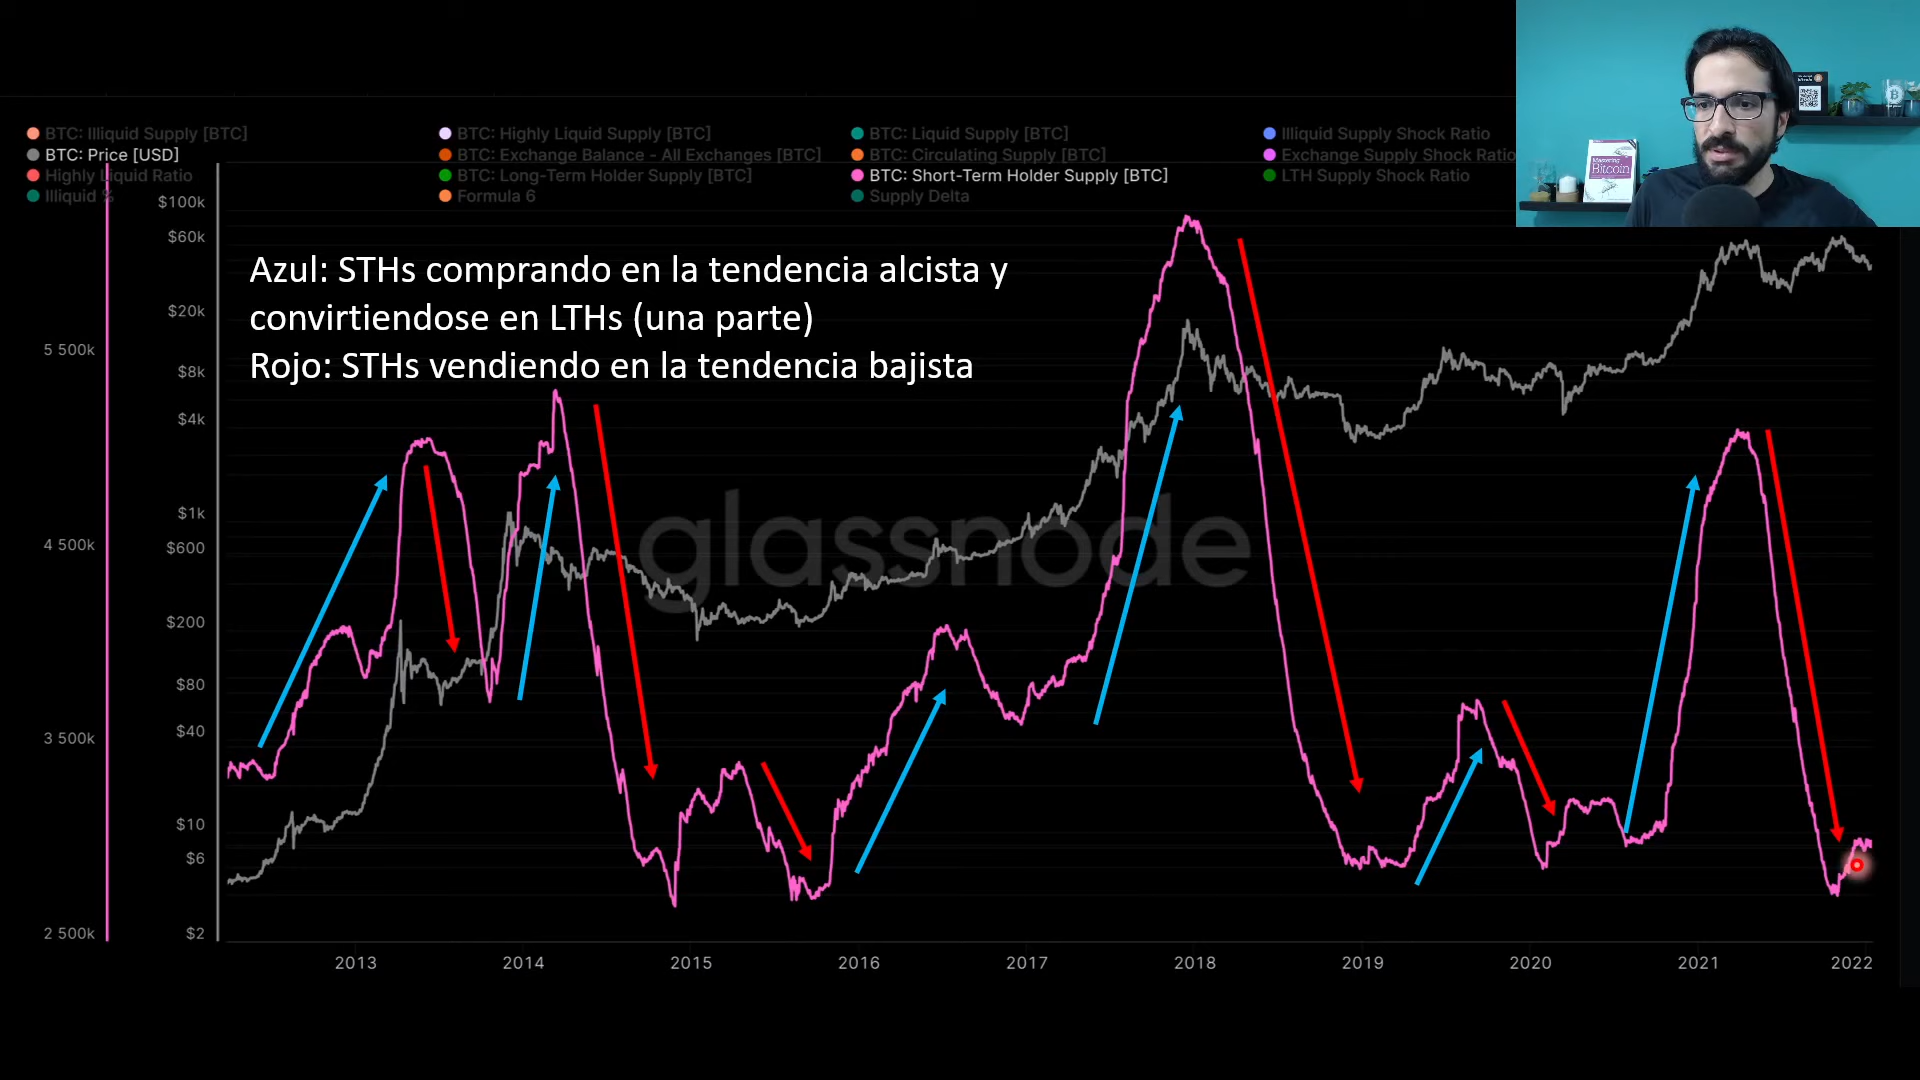 BTC: Illiquid Supply [BTC]
BTC: Highly Liquid Supply [BTC]
BTC: Liquid Supply [BTC]
Illiquid Supply Shock Ratio
BTC: Price [USD]
BTC: Exchange Balance - All Exchanges [BTC]
BTC: Circulating Supply [BTC]
Exchange Supply Shock Ratio
Highly Liquid Ratio
BTC: Long-Term Holder Supply [BTC]
BTC: Short-Term Holder Supply [BTC]
LTH Supply Shock Ratio
Illiquid %
Formula 6
Supply Delta
Azul: STHs comprando en la tendencia alcista y
convirtiendose en LTHs (una parte)
Rojo: STHs vendiendo en la tendencia bajista
5 500k
4 500k
3 500k
2 500k
$100k
$60k
$20k
$8k
$4k
$1k
$600
$200
$80
$40
$10
$6
$2
glassnode
2013
2014
2015
2016
2017
2018
2019
2020
2021
2022
Mastering
Bitcoin